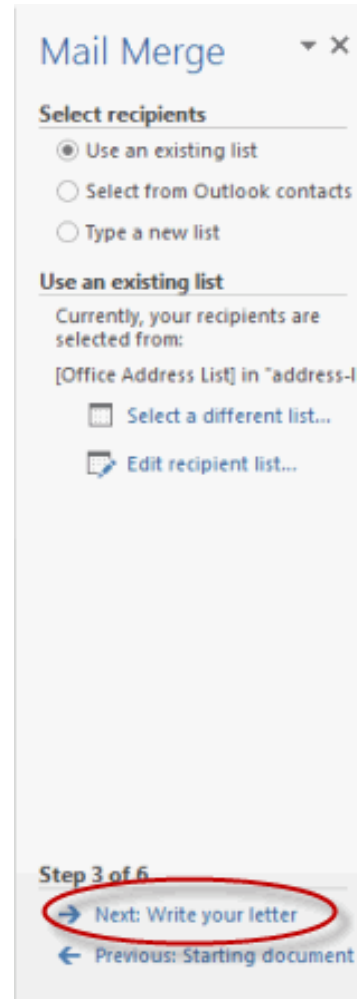 Mail Merge
Select recipients
Use an existing list
Select from Outlook contacts
Type a new list
Use an existing list
Currently, your recipients are
selected from:
[Office Address List] in "address-l
Select a different list...
Edit recipient list...
Step 3 of 6
Next: Write your letter
Previous: Starting document